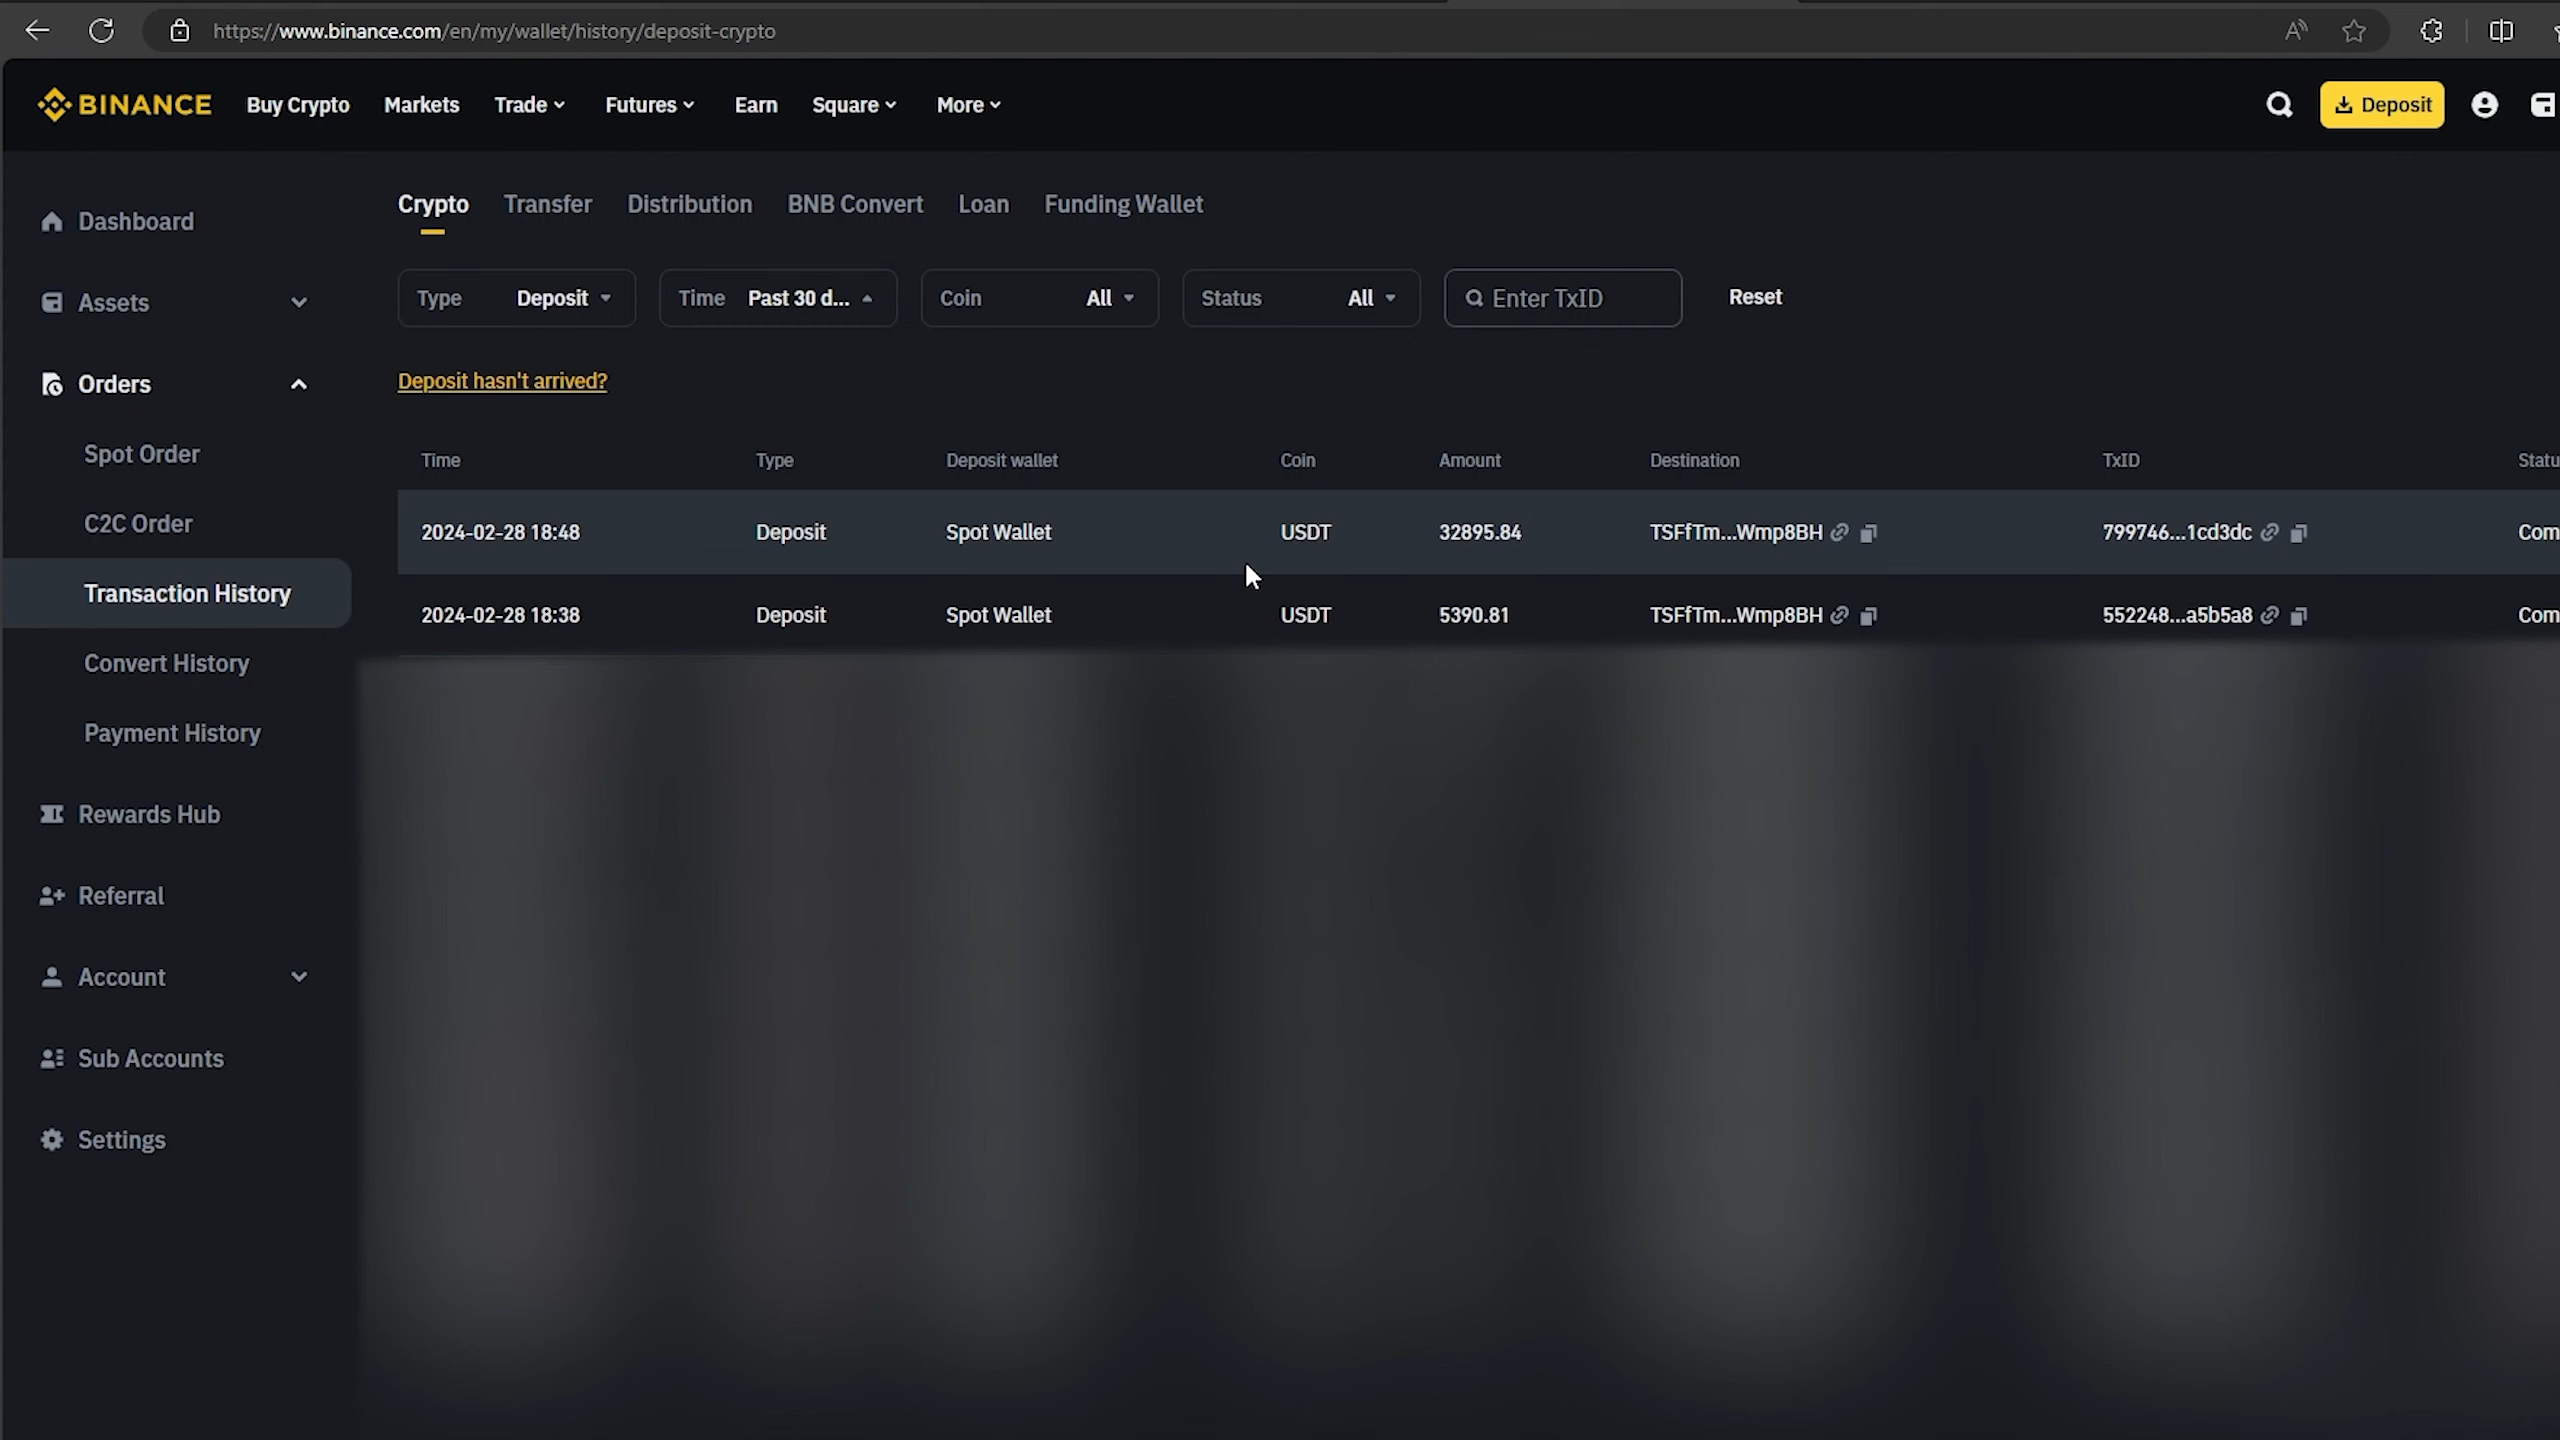 https://www.binance.com/en/my/wallet/history/deposit-crypto
BINANCE Buy Crypto Markets Trade Futures Earn Square More Deposit
Crypto Transfer Distribution BNB Convert Loan Funding Wallet
Type Deposit Time Past 30 d... Coin All Status All Enter TxID Reset
Deposit hasn't arrived?
Time Type Deposit wallet Coin Amount Destination TxID Statu
2024-02-28 18:48 Deposit Spot Wallet USDT 32895.84 TSFfTm...Wmp8BH 799746...1cd3dc Com
2024-02-28 18:38 Deposit Spot Wallet USDT 5390.81 TSFfTm...Wmp8BH 552248...a5b5a8 Com
Dashboard
Assets
Orders
Spot Order
C2C Order
Transaction History
Convert History
Payment History
Rewards Hub
Referral
Account
Sub Accounts
Settings